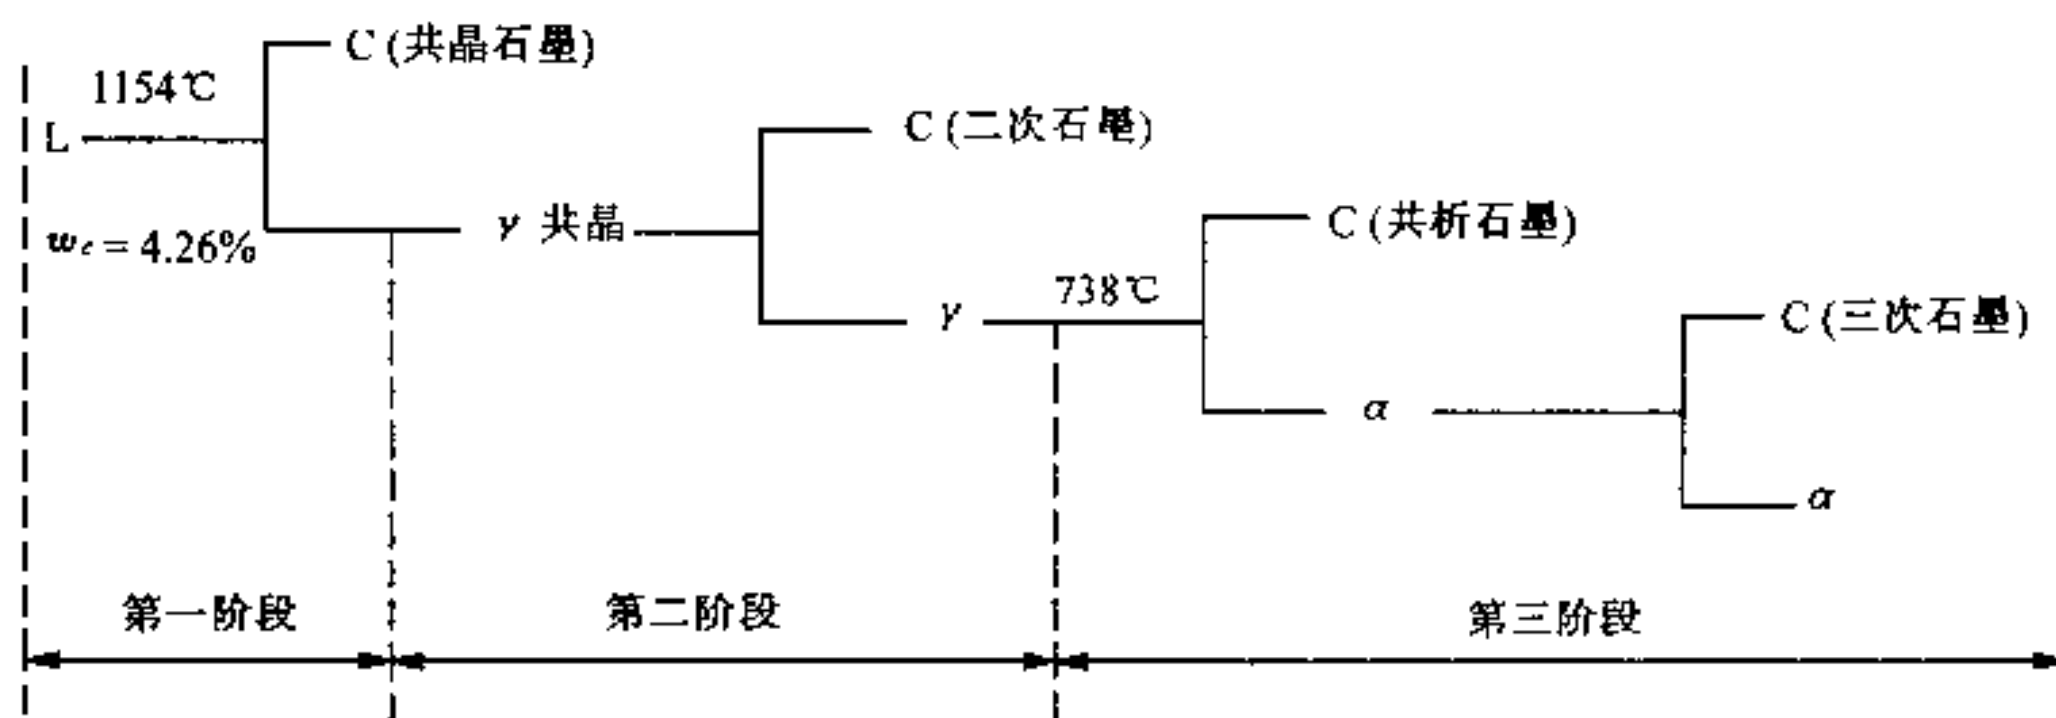 C (共晶石墨)
1154℃
L
C (二次石墨)
γ 共晶
w_c = 4.26%
C (共析石墨)
738℃
γ
C (三次石墨)
α
α
第一阶段
第二阶段
第三阶段